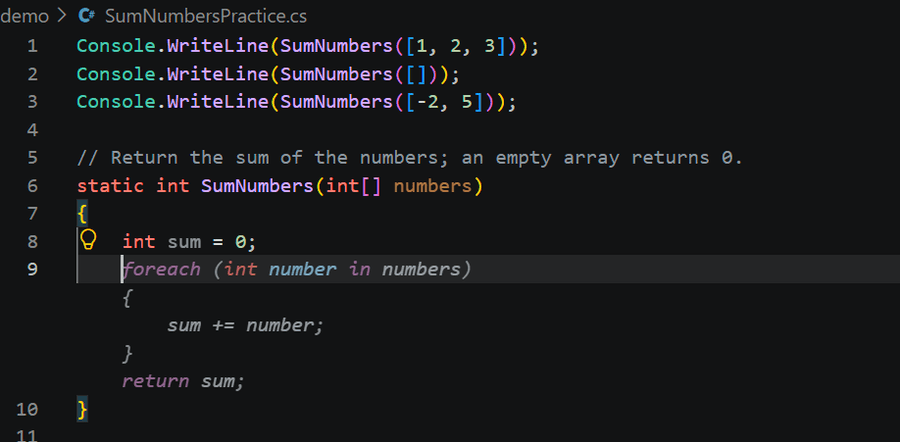 demo > SumNumbersPractice.cs
1 Console.WriteLine(SumNumbers([1, 2, 3]));
2 Console.WriteLine(SumNumbers([]));
3 Console.WriteLine(SumNumbers([-2, 5]));
4
5 // Return the sum of the numbers; an empty array returns 0.
6 static int SumNumbers(int[] numbers)
7 {
8     int sum = 0;
9     foreach (int number in numbers)
    {
        sum += number;
    }
    return sum;
10 }
11